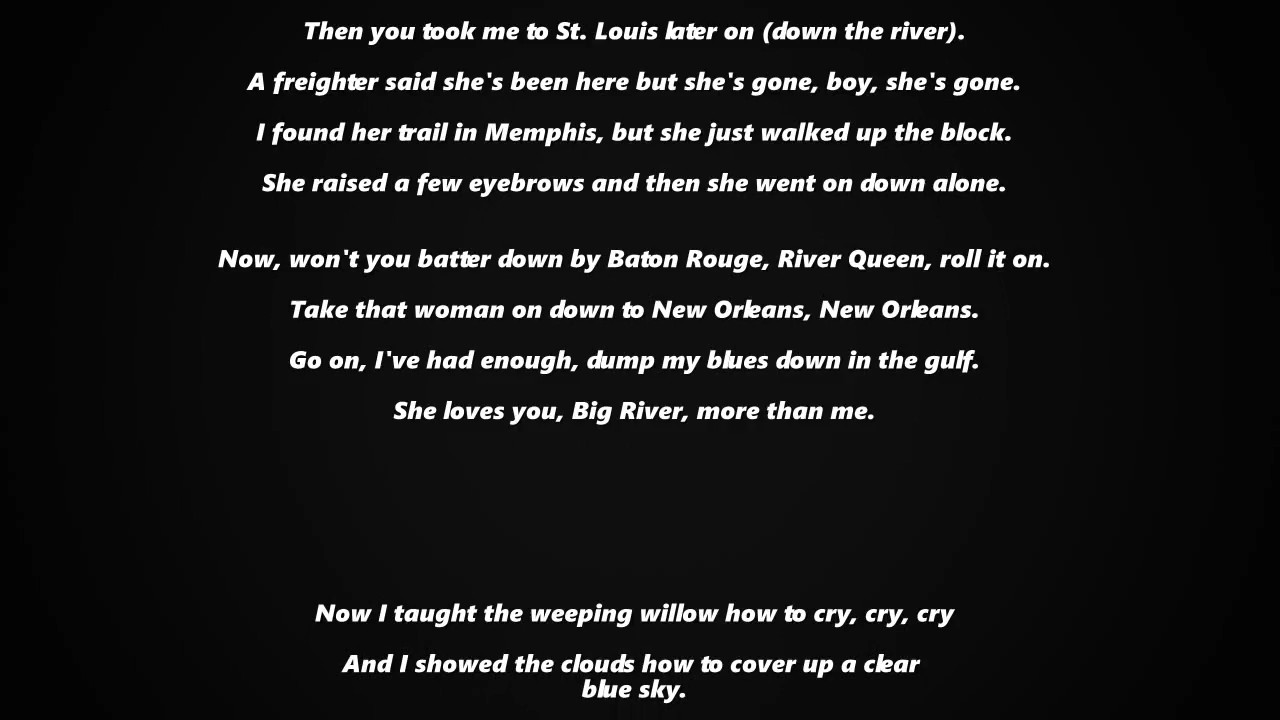 Then you took me to St. Louis later on (down the river).
A freighter said she's been here but she's gone, boy, she's gone.
I found her trail in Memphis, but she just walked up the block.
She raised a few eyebrows and then she went on down alone.
Now, won't you batter down by Baton Rouge, River Queen, roll it on.
Take that woman on down to New Orleans, New Orleans.
Go on, I've had enough, dump my blues down in the gulf.
She loves you, Big River, more than me.
Now I taught the weeping willow how to cry, cry, cry
And I showed the clouds how to cover up a clear
blue sky.